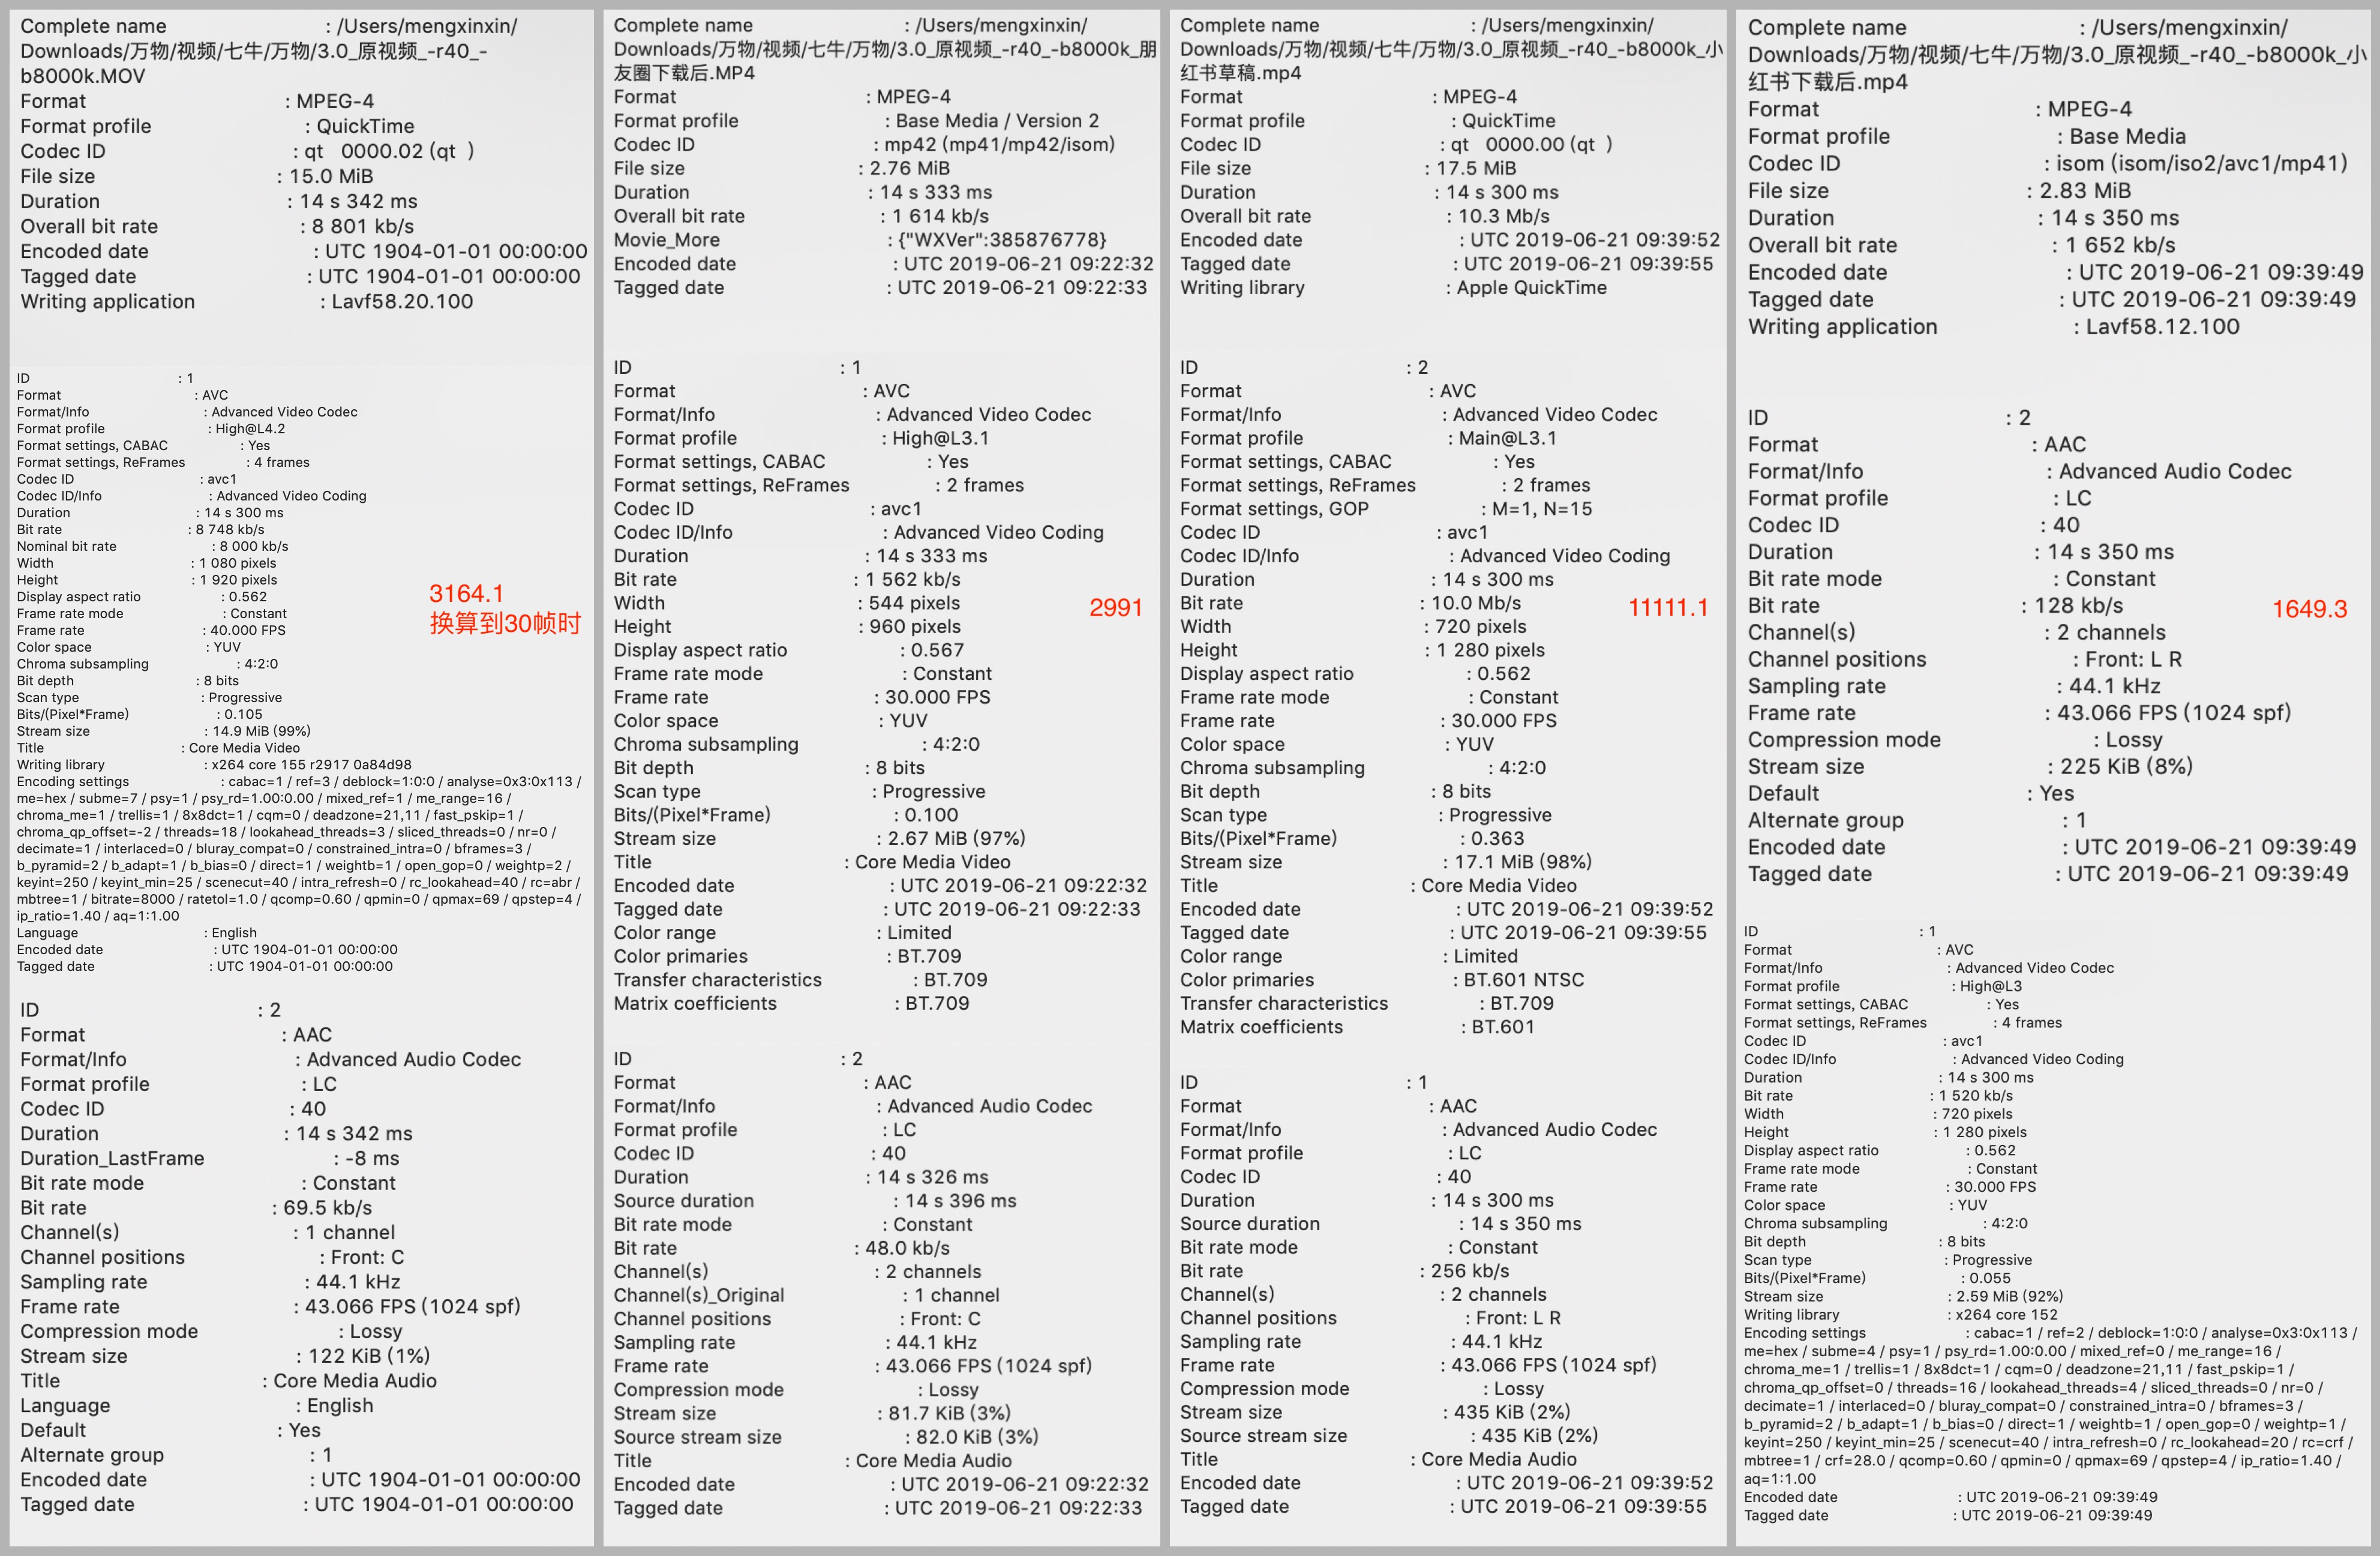 Complete name : /Users/mengxinxin/
Downloads/万物/视频/七牛/万物/3.0_原视频_-r40_-
b8000k.MOV
Format : MPEG-4
Format profile : QuickTime
Codec ID : qt   0000.02 (qt  )
File size : 15.0 MiB
Duration : 14 s 342 ms
Overall bit rate : 8 801 kb/s
Encoded date : UTC 1904-01-01 00:00:00
Tagged date : UTC 1904-01-01 00:00:00
Writing application : Lavf58.20.100
ID : 1
Format : AVC
Format/Info : Advanced Video Codec
Format profile : High@L4.2
Format settings, CABAC : Yes
Format settings, ReFrames : 4 frames
Codec ID : avc1
Codec ID/Info : Advanced Video Coding
Duration : 14 s 300 ms
Bit rate : 8 748 kb/s
Nominal bit rate : 8 000 kb/s
Width : 1 080 pixels
Height : 1 920 pixels
Display aspect ratio : 0.562
Frame rate mode : Constant
Frame rate : 40.000 FPS
Color space : YUV
Chroma subsampling : 4:2:0
Bit depth : 8 bits
Scan type : Progressive
Bits/(Pixel*Frame) : 0.105
Stream size : 14.9 MiB (99%)
Title : Core Media Video
Writing library : x264 core 155 r2917 0a84d98
Encoding settings : cabac=1 / ref=3 / deblock=1:0:0 / analyse=0x3:0x113 /
me=hex / subme=7 / psy=1 / psy_rd=1.00:0.00 / mixed_ref=1 / me_range=16 /
chroma_me=1 / trellis=1 / 8x8dct=1 / cqm=0 / deadzone=21,11 / fast_pskip=1 /
chroma_qp_offset=-2 / threads=18 / lookahead_threads=3 / sliced_threads=0 / nr=0 /
decimate=1 / interlaced=0 / bluray_compat=0 / constrained_intra=0 / bframes=3 /
b_pyramid=2 / b_adapt=1 / b_bias=0 / direct=1 / weightb=1 / open_gop=0 / weightp=2 /
keyint=250 / keyint_min=25 / scenecut=40 / intra_refresh=0 / rc_lookahead=40 / rc=abr /
mbtree=1 / bitrate=8000 / ratetol=1.0 / qcomp=0.60 / qpmin=0 / qpmax=69 / qpstep=4 /
ip_ratio=1.40 / aq=1:1.00
Language : English
Encoded date : UTC 1904-01-01 00:00:00
Tagged date : UTC 1904-01-01 00:00:00
3164.1
换算到30帧时
ID : 2
Format : AAC
Format/Info : Advanced Audio Codec
Format profile : LC
Codec ID : 40
Duration : 14 s 342 ms
Duration_LastFrame : -8 ms
Bit rate mode : Constant
Bit rate : 69.5 kb/s
Channel(s) : 1 channel
Channel positions : Front: C
Sampling rate : 44.1 kHz
Frame rate : 43.066 FPS (1024 spf)
Compression mode : Lossy
Stream size : 122 KiB (1%)
Title : Core Media Audio
Language : English
Default : Yes
Alternate group : 1
Encoded date : UTC 1904-01-01 00:00:00
Tagged date : UTC 1904-01-01 00:00:00
Complete name : /Users/mengxinxin/
Downloads/万物/视频/七牛/万物/3.0_原视频_-r40_-b8000k_朋
友圈下载后.MP4
Format : MPEG-4
Format profile : Base Media / Version 2
Codec ID : mp42 (mp41/mp42/isom)
File size : 2.76 MiB
Duration : 14 s 333 ms
Overall bit rate : 1 614 kb/s
Movie_More : {"WXVer":385876778}
Encoded date : UTC 2019-06-21 09:22:32
Tagged date : UTC 2019-06-21 09:22:33
ID : 1
Format : AVC
Format/Info : Advanced Video Codec
Format profile : High@L3.1
Format settings, CABAC : Yes
Format settings, ReFrames : 2 frames
Codec ID : avc1
Codec ID/Info : Advanced Video Coding
Duration : 14 s 333 ms
Bit rate : 1 562 kb/s
Width : 544 pixels
2991
Height : 960 pixels
Display aspect ratio : 0.567
Frame rate mode : Constant
Frame rate : 30.000 FPS
Color space : YUV
Chroma subsampling : 4:2:0
Bit depth : 8 bits
Scan type : Progressive
Bits/(Pixel*Frame) : 0.100
Stream size : 2.67 MiB (97%)
Title : Core Media Video
Encoded date : UTC 2019-06-21 09:22:32
Tagged date : UTC 2019-06-21 09:22:33
Color range : Limited
Color primaries : BT.709
Transfer characteristics : BT.709
Matrix coefficients : BT.709
ID : 2
Format : AAC
Format/Info : Advanced Audio Codec
Format profile : LC
Codec ID : 40
Duration : 14 s 326 ms
Source duration : 14 s 396 ms
Bit rate mode : Constant
Bit rate : 48.0 kb/s
Channel(s) : 2 channels
Channel(s)_Original : 1 channel
Channel positions : Front: C
Sampling rate : 44.1 kHz
Frame rate : 43.066 FPS (1024 spf)
Compression mode : Lossy
Stream size : 81.7 KiB (3%)
Source stream size : 82.0 KiB (3%)
Title : Core Media Audio
Encoded date : UTC 2019-06-21 09:22:32
Tagged date : UTC 2019-06-21 09:22:33
Complete name : /Users/mengxinxin/
Downloads/万物/视频/七牛/万物/3.0_原视频_-r40_-b8000k_小
红书草稿.mp4
Format : MPEG-4
Format profile : QuickTime
Codec ID : qt   0000.00 (qt  )
File size : 17.5 MiB
Duration : 14 s 300 ms
Overall bit rate : 10.3 Mb/s
Encoded date : UTC 2019-06-21 09:39:52
Tagged date : UTC 2019-06-21 09:39:55
Writing library : Apple QuickTime
ID : 2
Format : AVC
Format/Info : Advanced Video Codec
Format profile : Main@L3.1
Format settings, CABAC : Yes
Format settings, ReFrames : 2 frames
Format settings, GOP : M=1, N=15
Codec ID : avc1
Codec ID/Info : Advanced Video Coding
Duration : 14 s 300 ms
Bit rate : 10.0 Mb/s
11111.1
Width : 720 pixels
Height : 1 280 pixels
Display aspect ratio : 0.562
Frame rate mode : Constant
Frame rate : 30.000 FPS
Color space : YUV
Chroma subsampling : 4:2:0
Bit depth : 8 bits
Scan type : Progressive
Bits/(Pixel*Frame) : 0.363
Stream size : 17.1 MiB (98%)
Title : Core Media Video
Encoded date : UTC 2019-06-21 09:39:52
Tagged date : UTC 2019-06-21 09:39:55
Color range : Limited
Color primaries : BT.601 NTSC
Transfer characteristics : BT.709
Matrix coefficients : BT.601
ID : 1
Format : AAC
Format/Info : Advanced Audio Codec
Format profile : LC
Codec ID : 40
Duration : 14 s 300 ms
Source duration : 14 s 350 ms
Bit rate mode : Constant
Bit rate : 256 kb/s
Channel(s) : 2 channels
Channel positions : Front: L R
Sampling rate : 44.1 kHz
Frame rate : 43.066 FPS (1024 spf)
Compression mode : Lossy
Stream size : 435 KiB (2%)
Source stream size : 435 KiB (2%)
Title : Core Media Audio
Encoded date : UTC 2019-06-21 09:39:52
Tagged date : UTC 2019-06-21 09:39:55
Complete name : /Users/mengxinxin/
Downloads/万物/视频/七牛/万物/3.0_原视频_-r40_-b8000k_小
红书下载后.mp4
Format : MPEG-4
Format profile : Base Media
Codec ID : isom (isom/iso2/avc1/mp41)
File size : 2.83 MiB
Duration : 14 s 350 ms
Overall bit rate : 1 652 kb/s
Encoded date : UTC 2019-06-21 09:39:49
Tagged date : UTC 2019-06-21 09:39:49
Writing application : Lavf58.12.100
ID : 2
Format : AAC
Format/Info : Advanced Audio Codec
Format profile : LC
Codec ID : 40
Duration : 14 s 350 ms
Bit rate mode : Constant
Bit rate : 128 kb/s
1649.3
Channel(s) : 2 channels
Channel positions : Front: L R
Sampling rate : 44.1 kHz
Frame rate : 43.066 FPS (1024 spf)
Compression mode : Lossy
Stream size : 225 KiB (8%)
Default : Yes
Alternate group : 1
Encoded date : UTC 2019-06-21 09:39:49
Tagged date : UTC 2019-06-21 09:39:49
ID : 1
Format : AVC
Format/Info : Advanced Video Codec
Format profile : High@L3
Format settings, CABAC : Yes
Format settings, ReFrames : 4 frames
Codec ID : avc1
Codec ID/Info : Advanced Video Coding
Duration : 14 s 300 ms
Bit rate : 1 520 kb/s
Width : 720 pixels
Height : 1 280 pixels
Display aspect ratio : 0.562
Frame rate mode : Constant
Frame rate : 30.000 FPS
Color space : YUV
Chroma subsampling : 4:2:0
Bit depth : 8 bits
Scan type : Progressive
Bits/(Pixel*Frame) : 0.055
Stream size : 2.59 MiB (92%)
Writing library : x264 core 152
Encoding settings : cabac=1 / ref=2 / deblock=1:0:0 / analyse=0x3:0x113 /
me=hex / subme=4 / psy=1 / psy_rd=1.00:0.00 / mixed_ref=0 / me_range=16 /
chroma_me=1 / trellis=1 / 8x8dct=1 / cqm=0 / deadzone=21,11 / fast_pskip=1 /
chroma_qp_offset=0 / threads=16 / lookahead_threads=4 / sliced_threads=0 / nr=0 /
decimate=1 / interlaced=0 / bluray_compat=0 / constrained_intra=0 / bframes=3 /
b_pyramid=2 / b_adapt=1 / b_bias=0 / direct=1 / weightb=1 / open_gop=0 / weightp=1 /
keyint=250 / keyint_min=25 / scenecut=40 / intra_refresh=0 / rc_lookahead=20 / rc=crf /
mbtree=1 / crf=28.0 / qcomp=0.60 / qpmin=0 / qpmax=69 / qpstep=4 / ip_ratio=1.40 /
aq=1:1.00
Encoded date : UTC 2019-06-21 09:39:49
Tagged date : UTC 2019-06-21 09:39:49